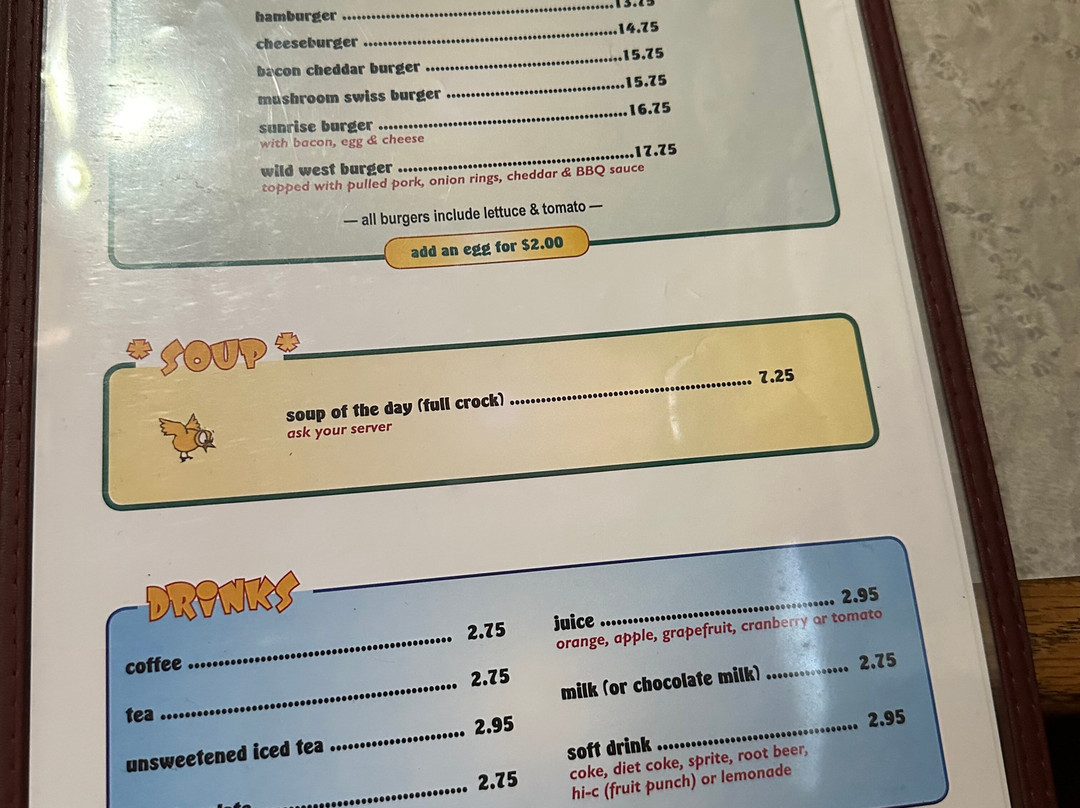 hamburger ..... 13.25
cheeseburger ..... 14.75
bacon cheddar burger ..... 15.75
mushroom swiss burger ..... 15.75
sunrise burger ..... 16.75
with bacon, egg & cheese
wild west burger ..... 17.75
topped with pulled pork, onion rings, cheddar & BBQ sauce
— all burgers include lettuce & tomato —
add an egg for $2.00
* SOUP *
soup of the day (full crock) ..... 7.25
ask your server
DRiNKS
coffee ..... 2.75
tea ..... 2.75
unsweetened iced tea ..... 2.95
..... 2.75
juice ..... 2.95
orange, apple, grapefruit, cranberry or tomato
milk (or chocolate milk) ..... 2.75
soft drink ..... 2.95
coke, diet coke, sprite, root beer,
hi-c (fruit punch) or lemonade